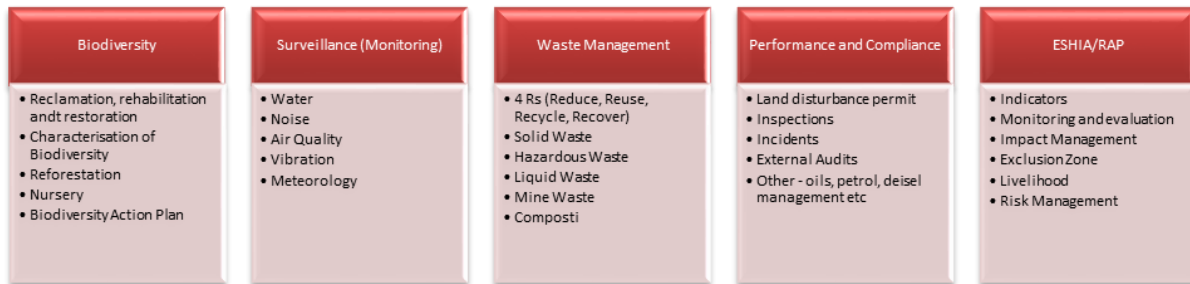 Biodiversity
• Reclamation, rehabilitation
andt restoration
• Characterisation of
Biodiversity
• Reforestation
• Nursery
• Biodiversity Action Plan
Surveillance (Monitoring)
• Water
• Noise
• Air Quality
• Vibration
• Meteorology
Waste Management
• 4 Rs (Reduce, Reuse,
Recycle, Recover)
• Solid Waste
• Hazardous Waste
• Liquid Waste
• Mine Waste
• Composti
Performance and Compliance
• Land disturbance permit
• Inspections
• Incidents
• External Audits
• Other - oils, petrol, deisel
management etc
ESHIA/RAP
• Indicators
• Monitoring and evaluation
• Impact Management
• Exclusion Zone
• Livelihood
• Risk Management